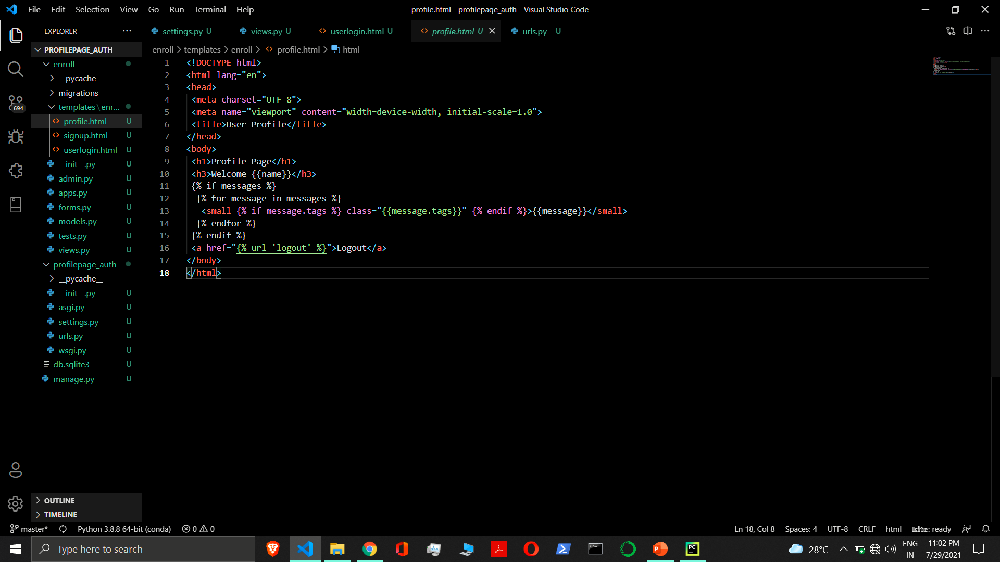 File Edit Selection View Go Run Terminal Help
profile.html - profilepage_auth - Visual Studio Code
EXPLORER
settings.py U
views.py U
userlogin.html U
profile.html U
urls.py U
PROFILEPAGE_AUTH
enroll > templates > enroll > profile.html > html
enroll
__pycache__
migrations
templates\enr...
profile.html U
signup.html U
userlogin.html U
__init__.py U
admin.py U
apps.py U
forms.py U
models.py U
tests.py U
views.py U
profilepage_auth
__pycache__
__init__.py U
asgi.py U
settings.py U
urls.py U
wsgi.py U
db.sqlite3 U
manage.py U
694
OUTLINE
TIMELINE
1 <!DOCTYPE html>
2 <html lang="en">
3 <head>
4 <meta charset="UTF-8">
5 <meta name="viewport" content="width=device-width, initial-scale=1.0">
6 <title>User Profile</title>
7 </head>
8 <body>
9 <h1>Profile Page</h1>
10 <h3>Welcome {{name}}</h3>
11 {% if messages %}
12 {% for message in messages %}
13 <small {% if message.tags %} class="{{message.tags}}" {% endif %}>{{message}}</small>
14 {% endfor %}
15 {% endif %}
16 <a href="{% url 'logout' %}">Logout</a>
17 </body>
18 </html>
master* Python 3.8.8 64-bit (conda) 0 0
Ln 18, Col 8 Spaces: 4 UTF-8 CRLF html kite: ready
Type here to search
PC
28°C
ENG
IN
11:02 PM
7/29/2021